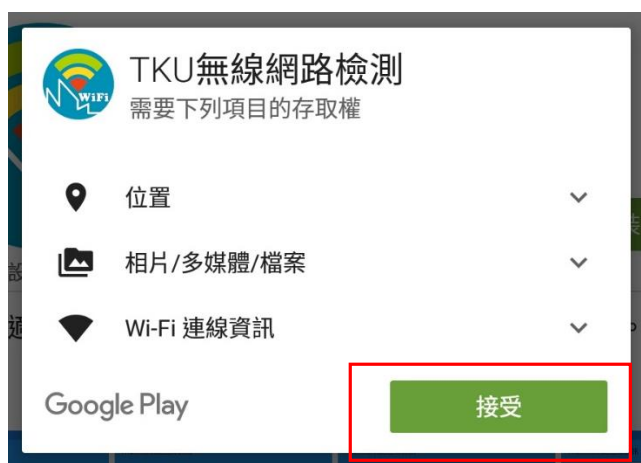 WiFi
TKU無線網路檢測
需要下列項目的存取權
位置
相片/多媒體/檔案
Wi-Fi 連線資訊
Google Play
接受